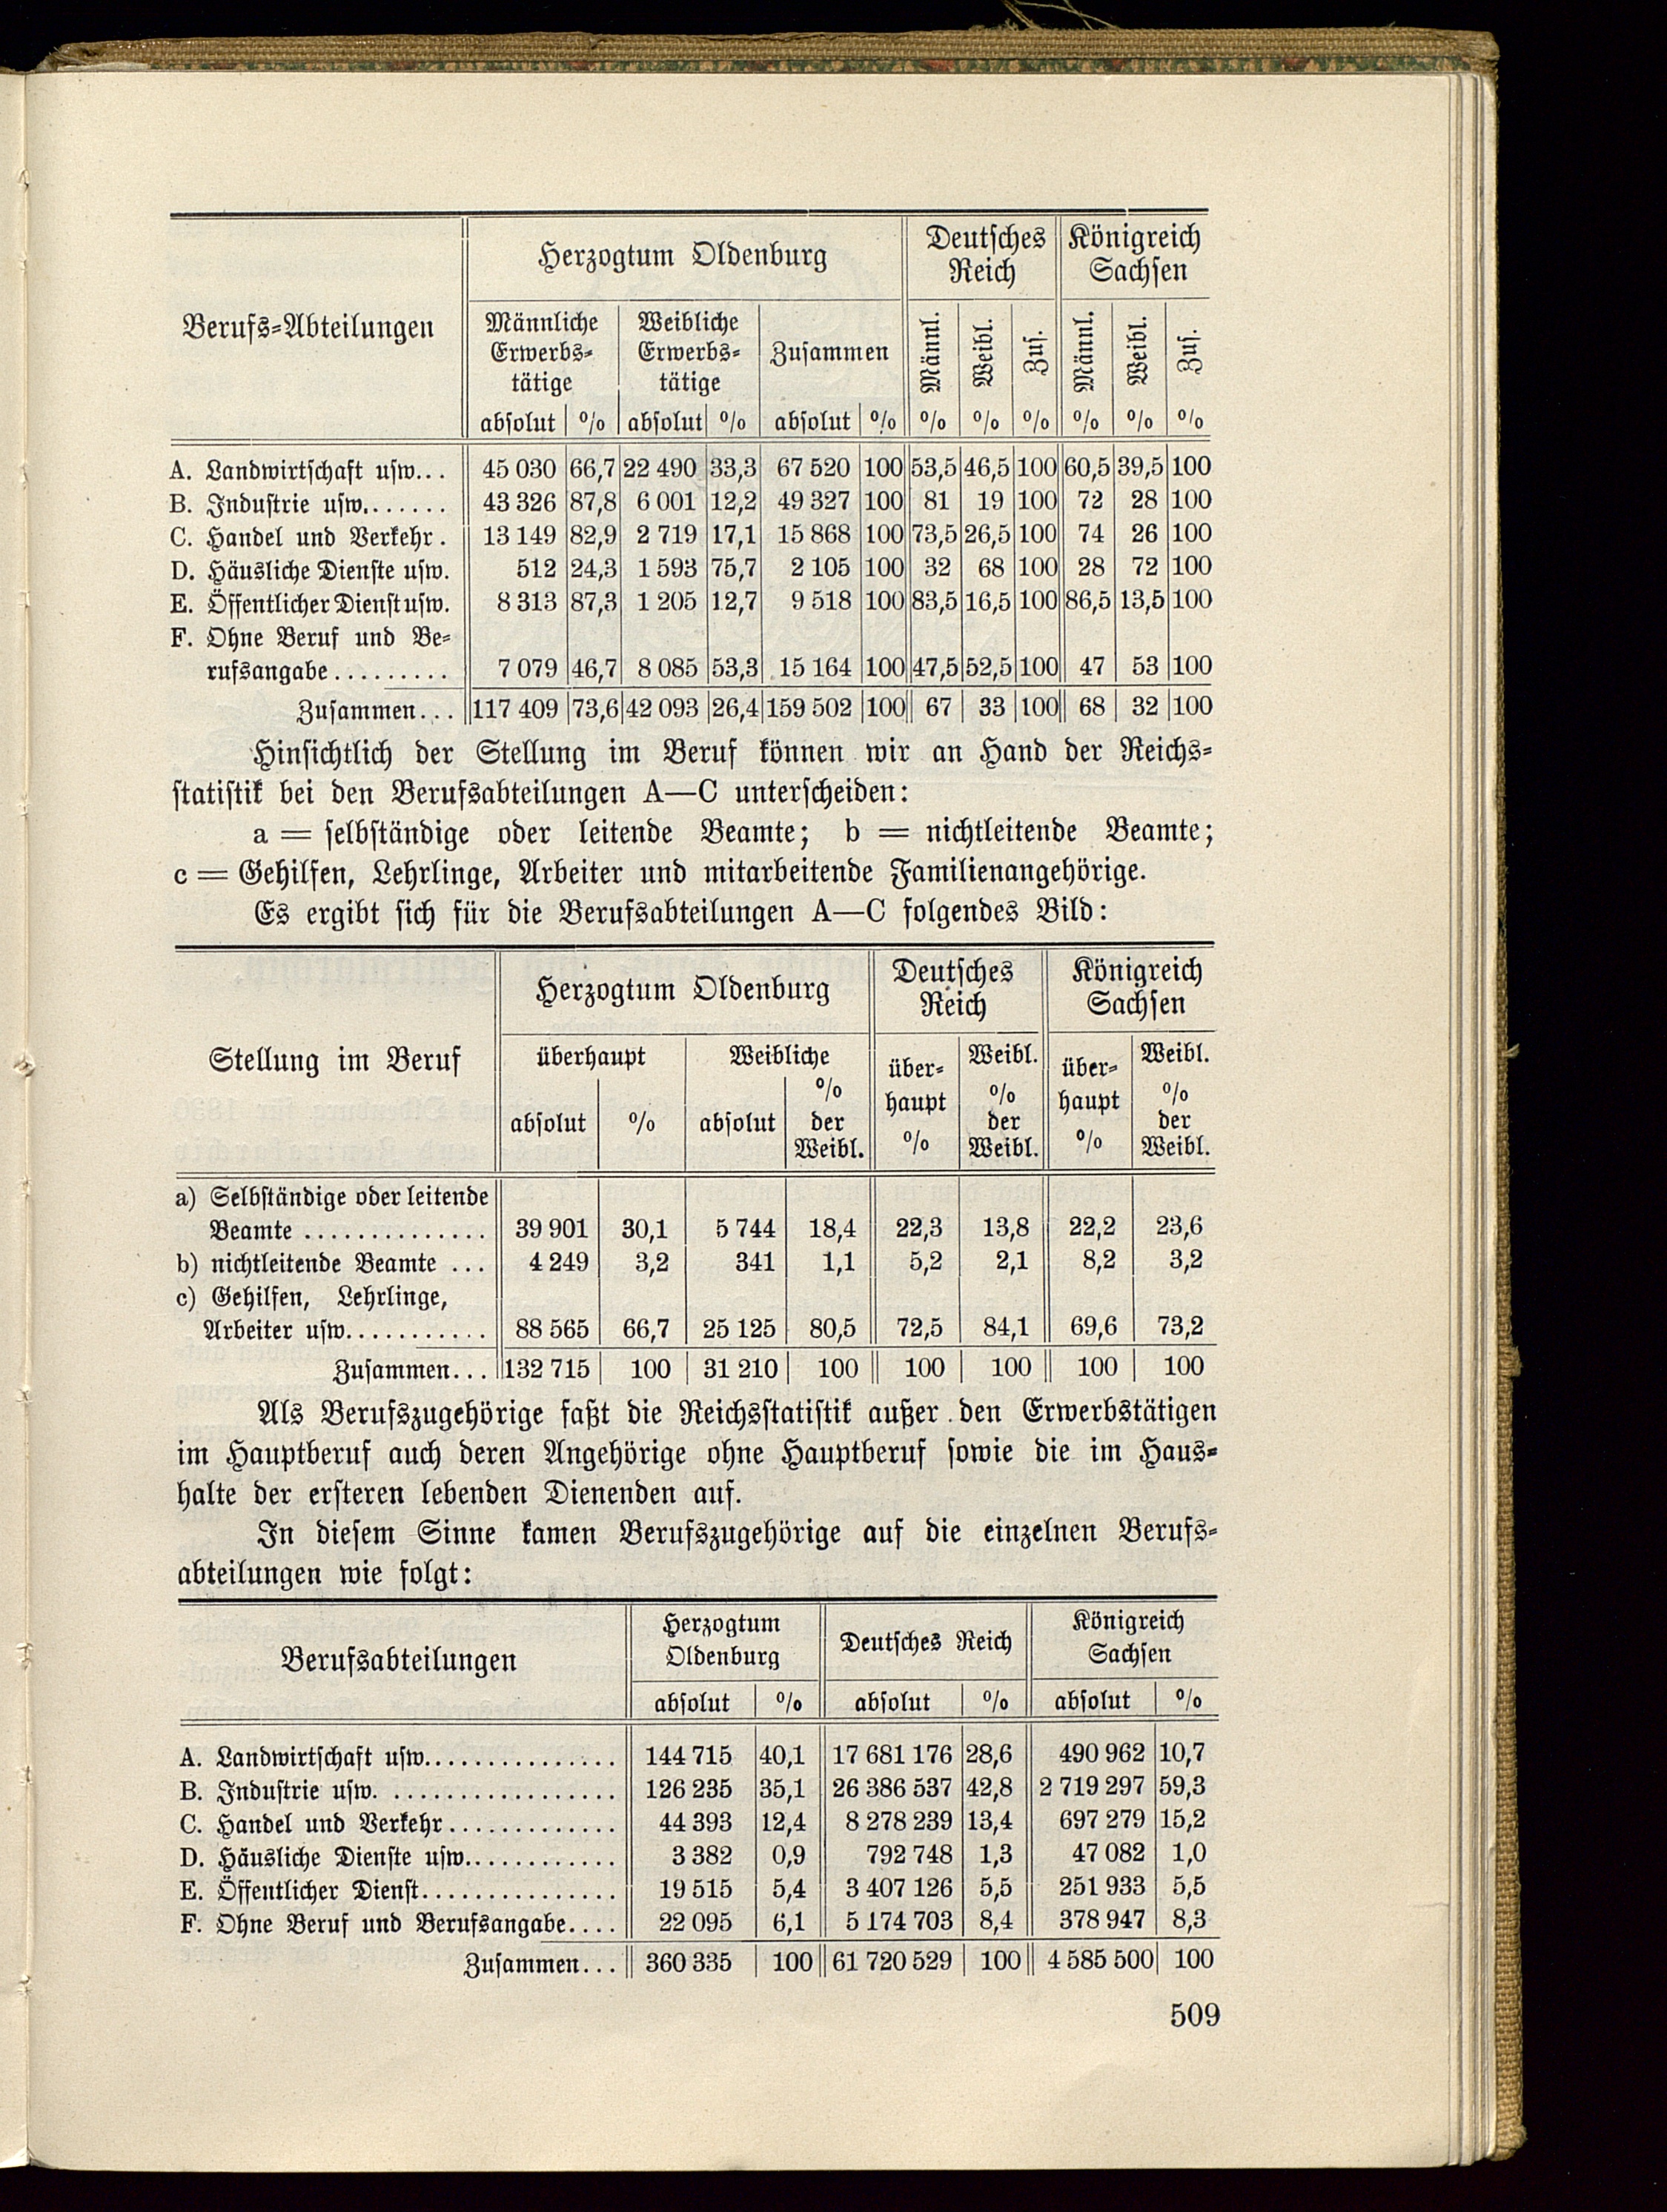 Berufs-Abteilungen
Herzogtum Oldenburg
Deutsches Reich
Königreich Sachsen
Männliche Erwerbs-tätige
Weibliche Erwerbs-tätige
Zusammen
Männl. Weibl. Zus. Männl. Weibl. Zus.
absolut % absolut % absolut % % % % % % %
A. Landwirtschaft usw... 45 030 66,7 22 490 33,3 67 520 100 53,5 46,5 100 60,5 39,5 100
B. Industrie usw....... 43 326 87,8 6 001 12,2 49 327 100 81 19 100 72 28 100
C. Handel und Verkehr. 13 149 82,9 2 719 17,1 15 868 100 73,5 26,5 100 74 26 100
D. Häusliche Dienste usw. 512 24,3 1 593 75,7 2 105 100 32 68 100 28 72 100
E. Öffentlicher Dienst usw. 8 313 87,3 1 205 12,7 9 518 100 83,5 16,5 100 86,5 13,5 100
F. Ohne Beruf und Be-
rufsangabe......... 7 079 46,7 8 085 53,3 15 164 100 47,5 52,5 100 47 53 100
Zusammen... 117 409 73,6 42 093 26,4 159 502 100 67 33 100 68 32 100
Hinsichtlich der Stellung im Beruf können wir an Hand der Reichs-
statistik bei den Berufsabteilungen A—C unterscheiden:
a = selbständige oder leitende Beamte; b = nichtleitende Beamte;
c = Gehilfen, Lehrlinge, Arbeiter und mitarbeitende Familienangehörige.
Es ergibt sich für die Berufsabteilungen A—C folgendes Bild:
Stellung im Beruf
Herzogtum Oldenburg
Deutsches Reich
Königreich Sachsen
überhaupt Weibliche
über-haupt % Weibl. % der Weibl. über-haupt % Weibl. % der Weibl.
absolut % absolut % der Weibl.
a) Selbständige oder leitende
Beamte .............. 39 901 30,1 5 744 18,4 22,3 13,8 22,2 23,6
b) nichtleitende Beamte ... 4 249 3,2 341 1,1 5,2 2,1 8,2 3,2
c) Gehilfen, Lehrlinge,
Arbeiter usw........... 88 565 66,7 25 125 80,5 72,5 84,1 69,6 73,2
Zusammen... 132 715 100 31 210 100 100 100 100 100
Als Berufszugehörige faßt die Reichsstatistik außer den Erwerbstätigen
im Hauptberuf auch deren Angehörige ohne Hauptberuf sowie die im Haus-
halte der ersteren lebenden Dienenden auf.
In diesem Sinne kamen Berufszugehörige auf die einzelnen Berufs-
abteilungen wie folgt:
Berufsabteilungen
Herzogtum Oldenburg
Deutsches Reich
Königreich Sachsen
absolut % absolut % absolut %
A. Landwirtschaft usw............... 144 715 40,1 17 681 176 28,6 490 962 10,7
B. Industrie usw. ................. 126 235 35,1 26 386 537 42,8 2 719 297 59,3
C. Handel und Verkehr............. 44 393 12,4 8 278 239 13,4 697 279 15,2
D. Häusliche Dienste usw............ 3 382 0,9 792 748 1,3 47 082 1,0
E. Öffentlicher Dienst............... 19 515 5,4 3 407 126 5,5 251 933 5,5
F. Ohne Beruf und Berufsangabe.... 22 095 6,1 5 174 703 8,4 378 947 8,3
Zusammen... 360 335 100 61 720 529 100 4 585 500 100
509